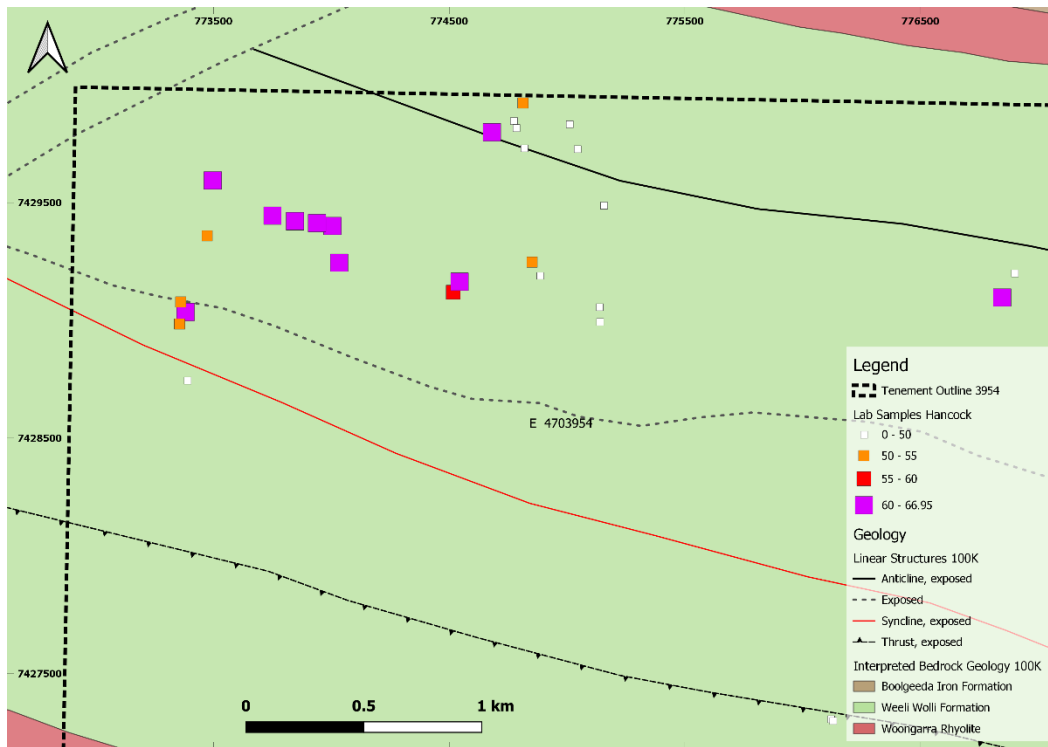 773500 774500 775500 776500
7429500
7428500
7427500
E 4703954
0 0.5 1 km
Legend
Tenement Outline 3954
Lab Samples Hancock
0 - 50
50 - 55
55 - 60
60 - 66.95
Geology
Linear Structures 100K
Anticline, exposed
Exposed
Syncline, exposed
Thrust, exposed
Interpreted Bedrock Geology 100K
Boolgeeda Iron Formation
Weeli Wolli Formation
Woongarra Rhyolite